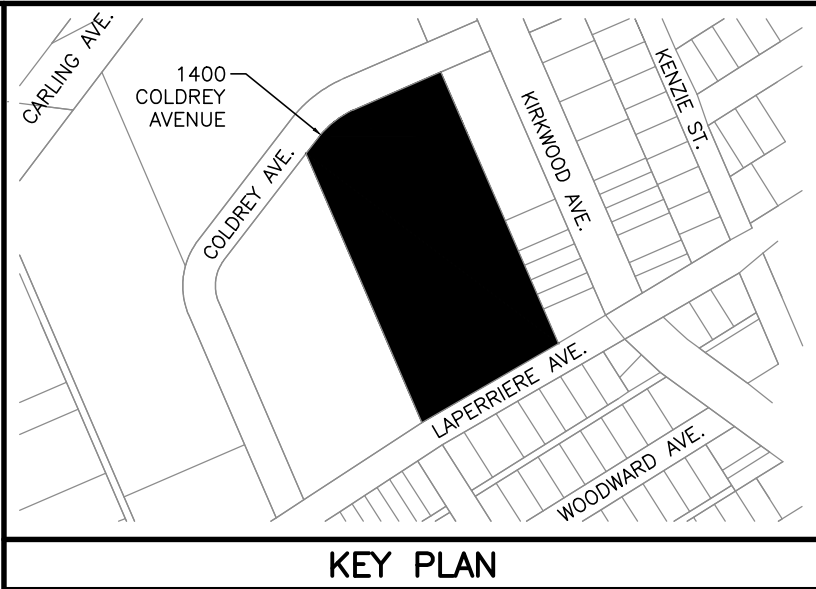 CARLING AVE.
1400
COLDREY
AVENUE
COLDREY AVE.
KIRKWOOD AVE.
KENZIE ST.
LAPERRIERE AVE.
WOODWARD AVE.
KEY PLAN